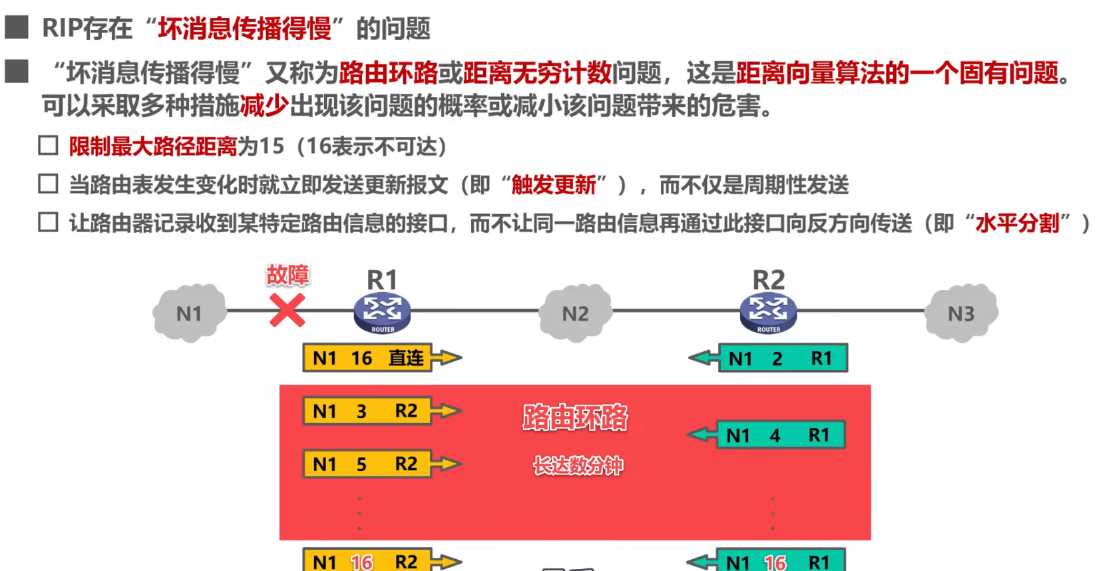 RIP存在“坏消息传播得慢”的问题
“坏消息传播得慢”又称为路由环路或距离无穷计数问题，这是距离向量算法的一个固有问题。
可以采取多种措施减少出现该问题的概率或减小该问题带来的危害。
限制最大路径距离为15（16表示不可达）
当路由表发生变化时就立即发送更新报文（即“触发更新”），而不仅是周期性发送
让路由器记录收到某特定路由信息的接口，而不让同一路由信息再通过此接口向反方向传送（即“水平分割”）
故障 R1 R2
N1 N2 N3
ROUTER ROUTER
N1 16 直连 N1 2 R1
N1 3 R2 路由环路
N1 4 R1
N1 5 R2 长达数分钟
N1 16 R2 N1 16 R1